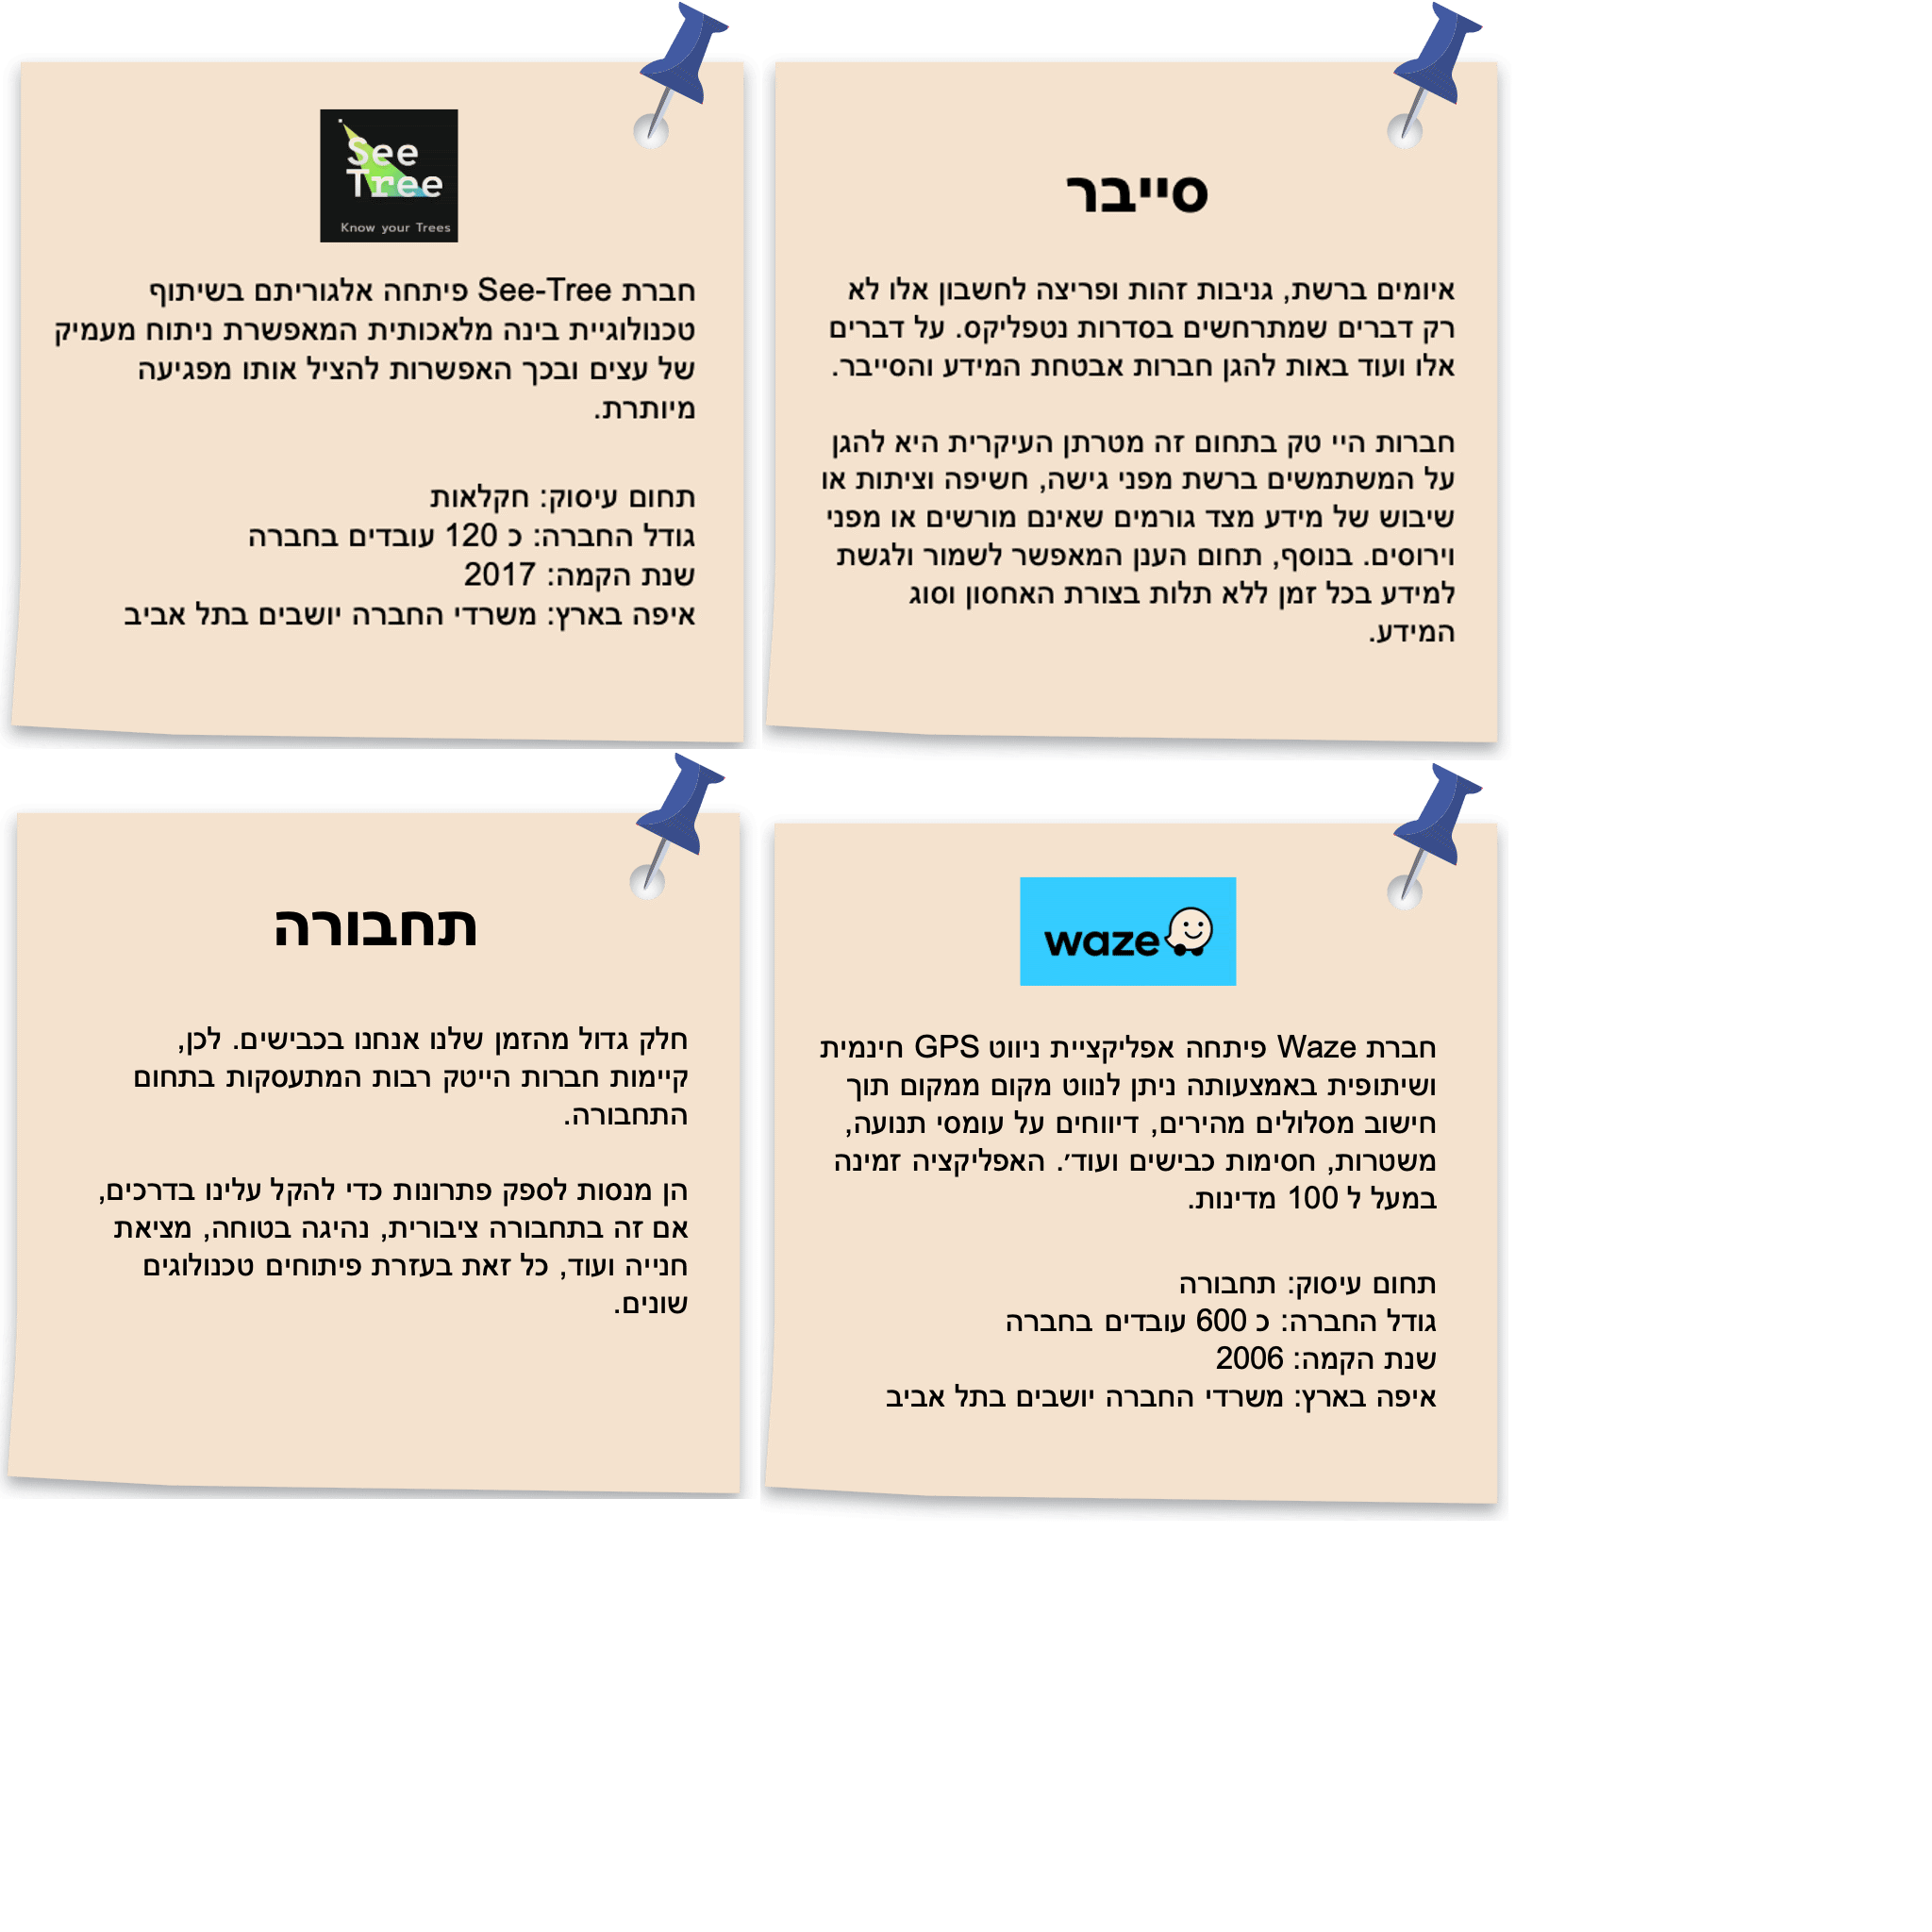 סייבר
איומים ברשת, גניבות זהות ופריצה לחשבון אלו לא
רק דברים שמתרחשים בסדרות נטפליקס. על דברים
אלו ועוד באות להגן חברות אבטחת המידע והסייבר.
חברות היי טק בתחום זה מטרתן העיקרית היא להגן
על המשתמשים ברשת מפני גישה, חשיפה וציתות או
שיבוש של מידע מצד גורמים שאינם מורשים או מפני
וירוסים. בנוסף, תחום הענן המאפשר לשמור ולגשת
למידע בכל זמן ללא תלות בצורת האחסון וסוג
המידע.
See
Tree
Know your Trees
חברת See-Tree פיתחה אלגוריתם בשיתוף
טכנולוגיית בינה מלאכותית המאפשרת ניתוח מעמיק
של עצים ובכך האפשרות להציל אותו מפגיעה
מיותרת.
תחום עיסוק: חקלאות
גודל החברה: כ 120 עובדים בחברה
שנת הקמה: 2017
איפה בארץ: משרדי החברה יושבים בתל אביב
waze
חברת Waze פיתחה אפליקציית ניווט GPS חינמית
ושיתופית באמצעותה ניתן לנווט מקום ממקום תוך
חישוב מסלולים מהירים, דיווחים על עומסי תנועה,
משטרות, חסימות כבישים ועוד׳. האפליקציה זמינה
במעל ל 100 מדינות.
תחום עיסוק: תחבורה
גודל החברה: כ 600 עובדים בחברה
שנת הקמה: 2006
איפה בארץ: משרדי החברה יושבים בתל אביב
תחבורה
חלק גדול מהזמן שלנו אנחנו בכבישים. לכן,
קיימות חברות הייטק רבות המתעסקות בתחום
התחבורה.
הן מנסות לספק פתרונות כדי להקל עלינו בדרכים,
אם זה בתחבורה ציבורית, נהיגה בטוחה, מציאת
חנייה ועוד, כל זאת בעזרת פיתוחים טכנולוגים
שונים.